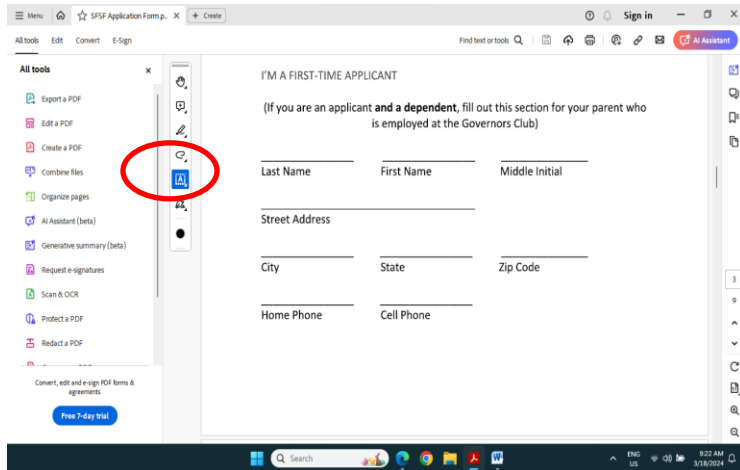 Menu SFSF Application Form p.. × + Create Sign in
All tools Edit Convert E-Sign Find text or tools AI Assistant
All tools x
Export a PDF
Edit a PDF
Create a PDF
Combine files
Organize pages
AI Assistant (beta)
Generative summary (beta)
Request e-signatures
Scan & OCR
Protect a PDF
Redact a PDF
Convert, edit and e-sign PDF forms & agreements
Free 7-day trial
I'M A FIRST-TIME APPLICANT
(If you are an applicant and a dependent, fill out this section for your parent who
is employed at the Governors Club)
Last Name First Name Middle Initial
Street Address
City State Zip Code
Home Phone Cell Phone
3
9
Search ENG US 9:22 AM 3/18/2024